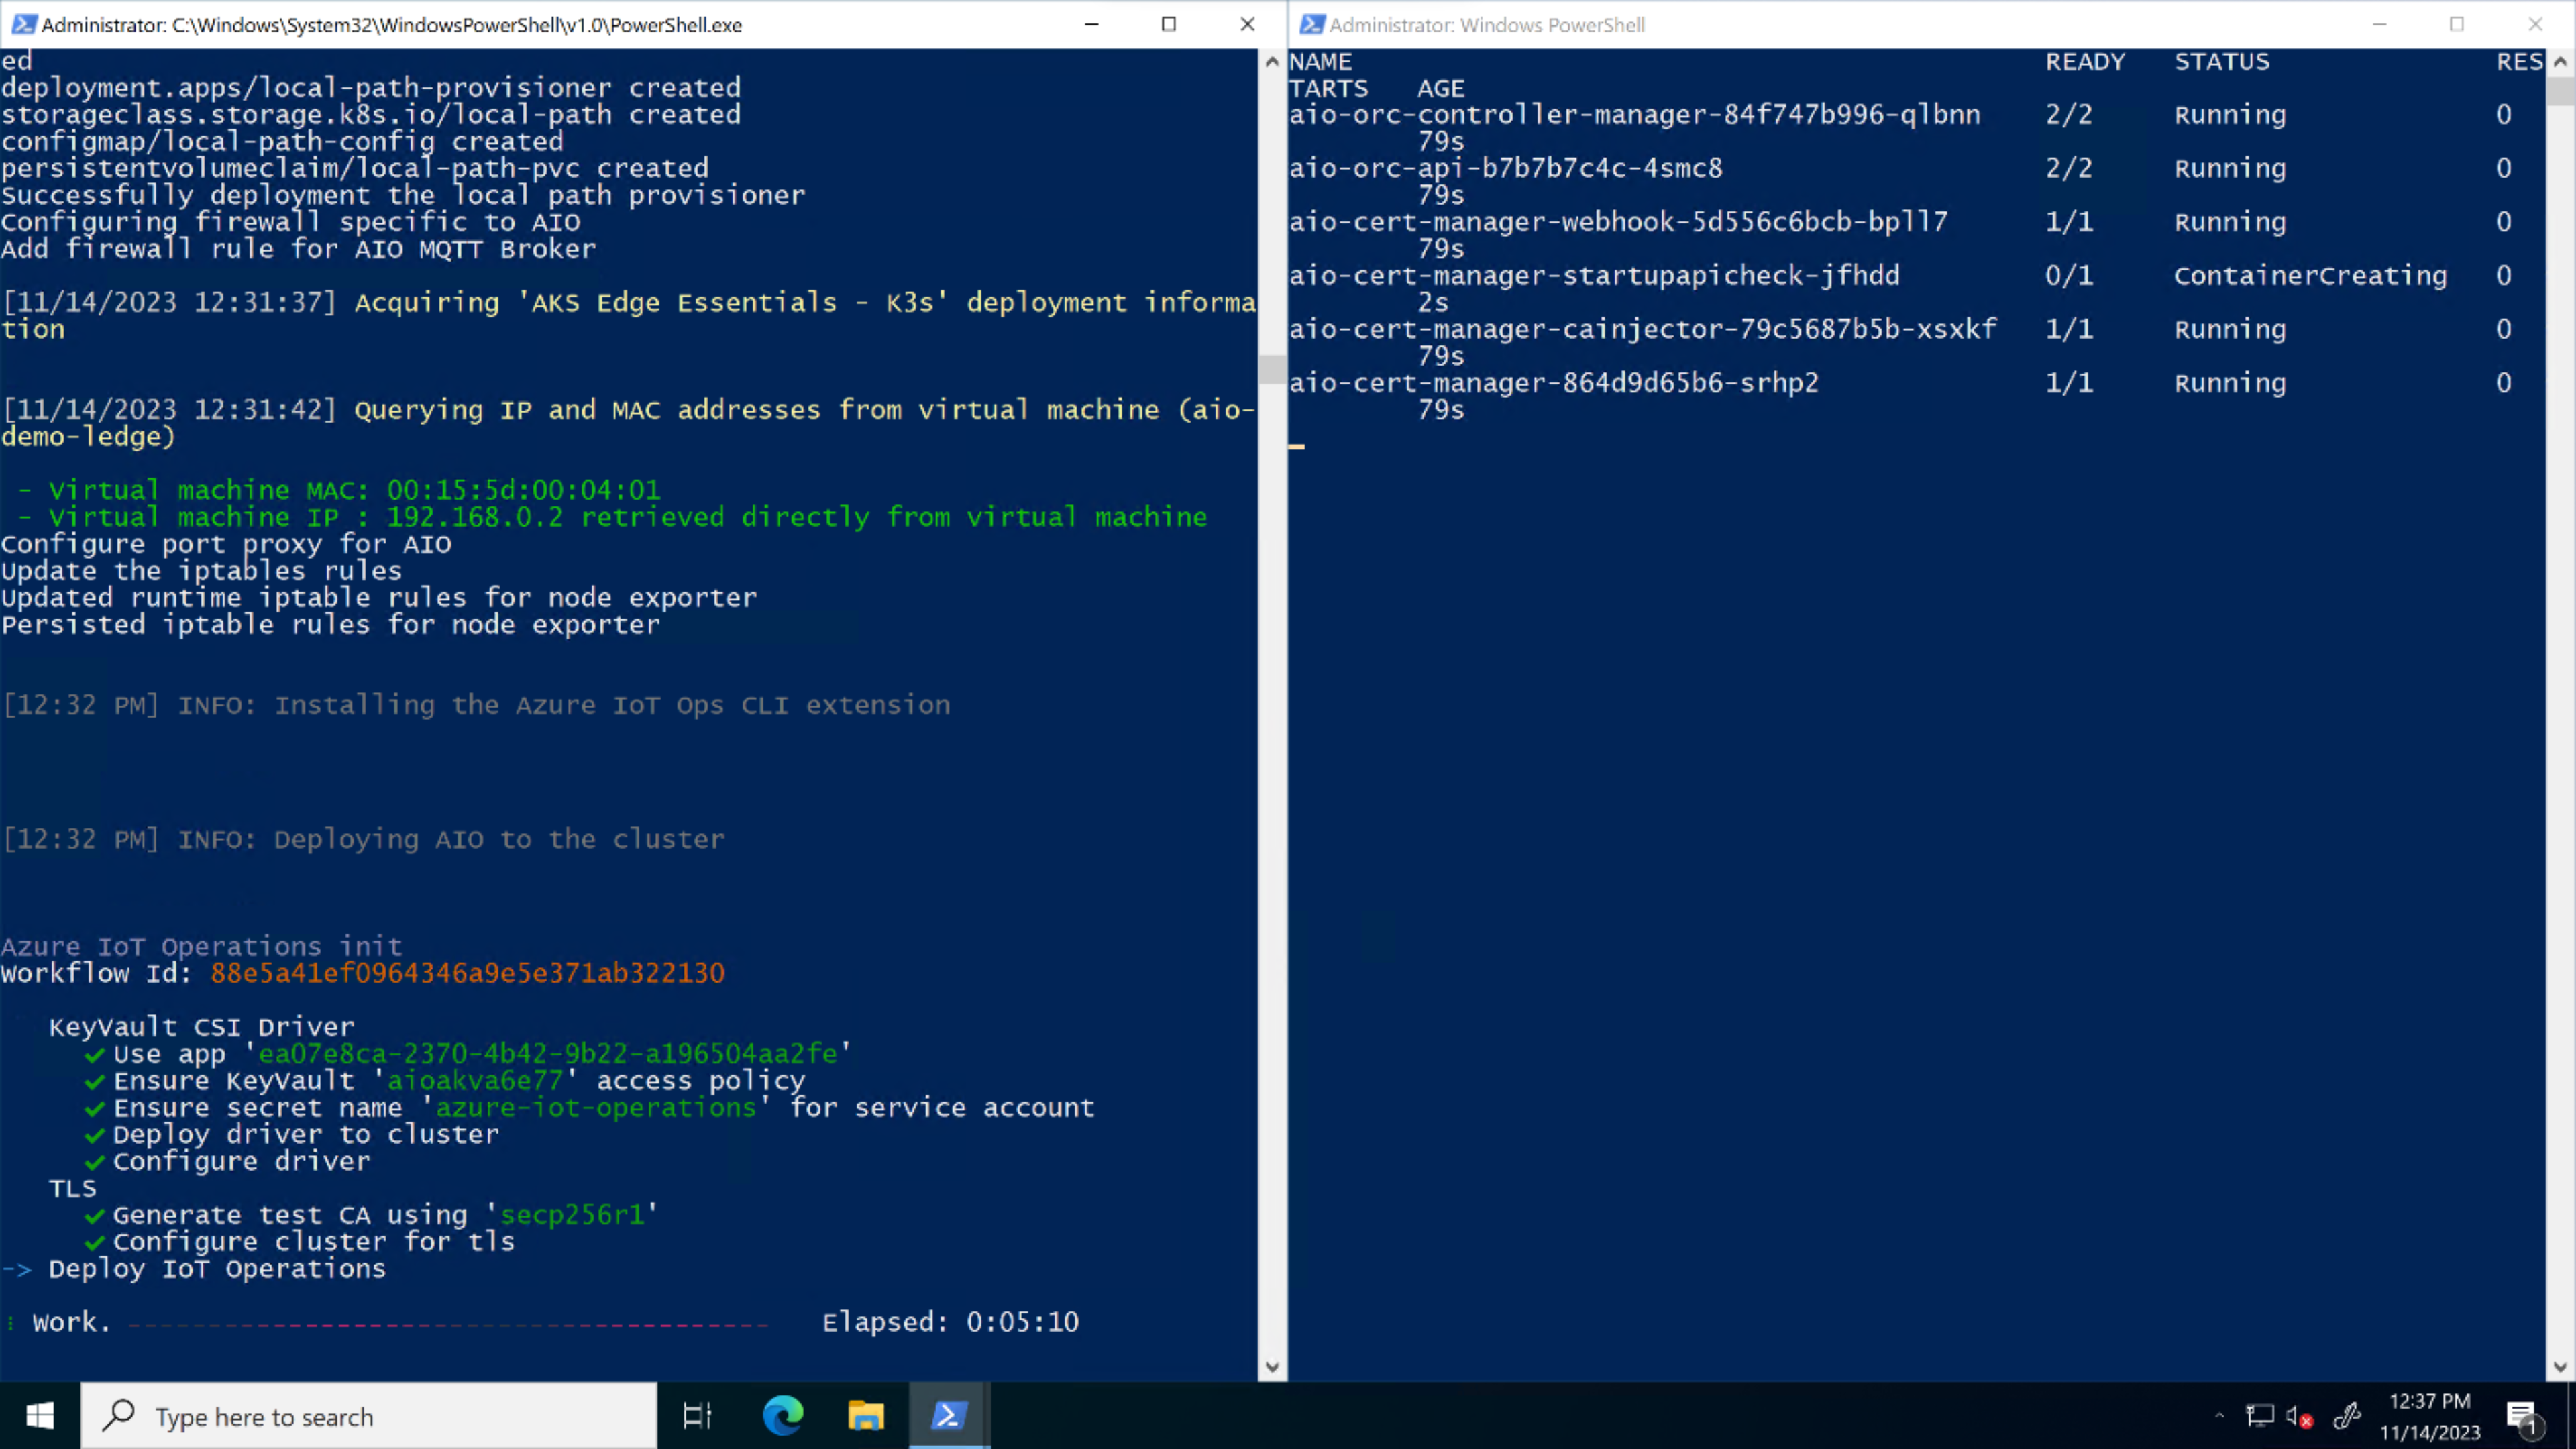 Administrator: C:\Windows\System32\WindowsPowerShell\v1.0\PowerShell.exe
ed
deployment.apps/local-path-provisioner created
storageclass.storage.k8s.io/local-path created
configmap/local-path-config created
persistentvolumeclaim/local-path-pvc created
Successfully deployment the local path provisioner
Configuring firewall specific to AIO
Add firewall rule for AIO MQTT Broker
[11/14/2023 12:31:37] Acquiring 'AKS Edge Essentials - K3s' deployment informa
tion
[11/14/2023 12:31:42] Querying IP and MAC addresses from virtual machine (aio-
demo-ledge)
- Virtual machine MAC: 00:15:5d:00:04:01
- Virtual machine IP : 192.168.0.2 retrieved directly from virtual machine
Configure port proxy for AIO
Update the iptables rules
Updated runtime iptable rules for node exporter
Persisted iptable rules for node exporter
[12:32 PM] INFO: Installing the Azure IoT Ops CLI extension
[12:32 PM] INFO: Deploying AIO to the cluster
Azure IoT Operations init
Workflow Id: 88e5a41ef0964346a9e5e371ab322130
KeyVault CSI Driver
✔ Use app 'ea07e8ca-2370-4b42-9b22-a196504aa2fe'
✔ Ensure KeyVault 'aioakva6e77' access policy
✔ Ensure secret name 'azure-iot-operations' for service account
✔ Deploy driver to cluster
✔ Configure driver
TLS
✔ Generate test CA using 'secp256r1'
✔ Configure cluster for tls
-> Deploy IoT Operations
Work. ---------------------------------------- Elapsed: 0:05:10
Administrator: Windows PowerShell
NAME READY STATUS RES
TARTS AGE
aio-orc-controller-manager-84f747b996-qlbnn 2/2 Running 0
79s
aio-orc-api-b7b7b7c4c-4smc8 2/2 Running 0
79s
aio-cert-manager-webhook-5d556c6bcb-bpll7 1/1 Running 0
79s
aio-cert-manager-startupapicheck-jfhdd 0/1 ContainerCreating 0
2s
aio-cert-manager-cainjector-79c5687b5b-xsxkf 1/1 Running 0
79s
aio-cert-manager-864d9d65b6-srhp2 1/1 Running 0
79s
Type here to search
12:37 PM
11/14/2023
1